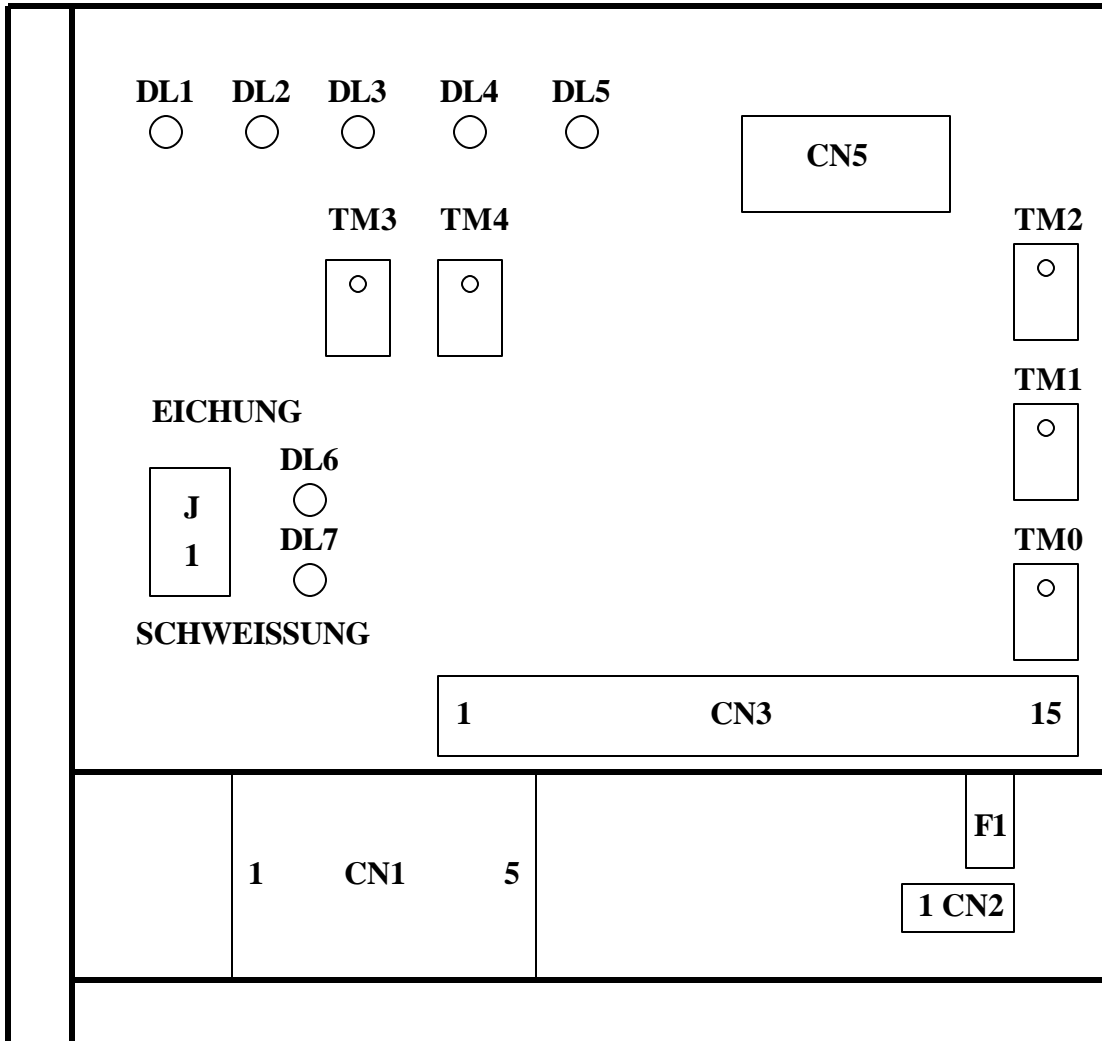 DL1 DL2 DL3 DL4 DL5
CN5
TM3 TM4 TM2
TM1
EICHUNG
DL6
J
DL7 TM0
1
SCHWEISSUNG
1 CN3 15
F1
1 CN1 5
1 CN2